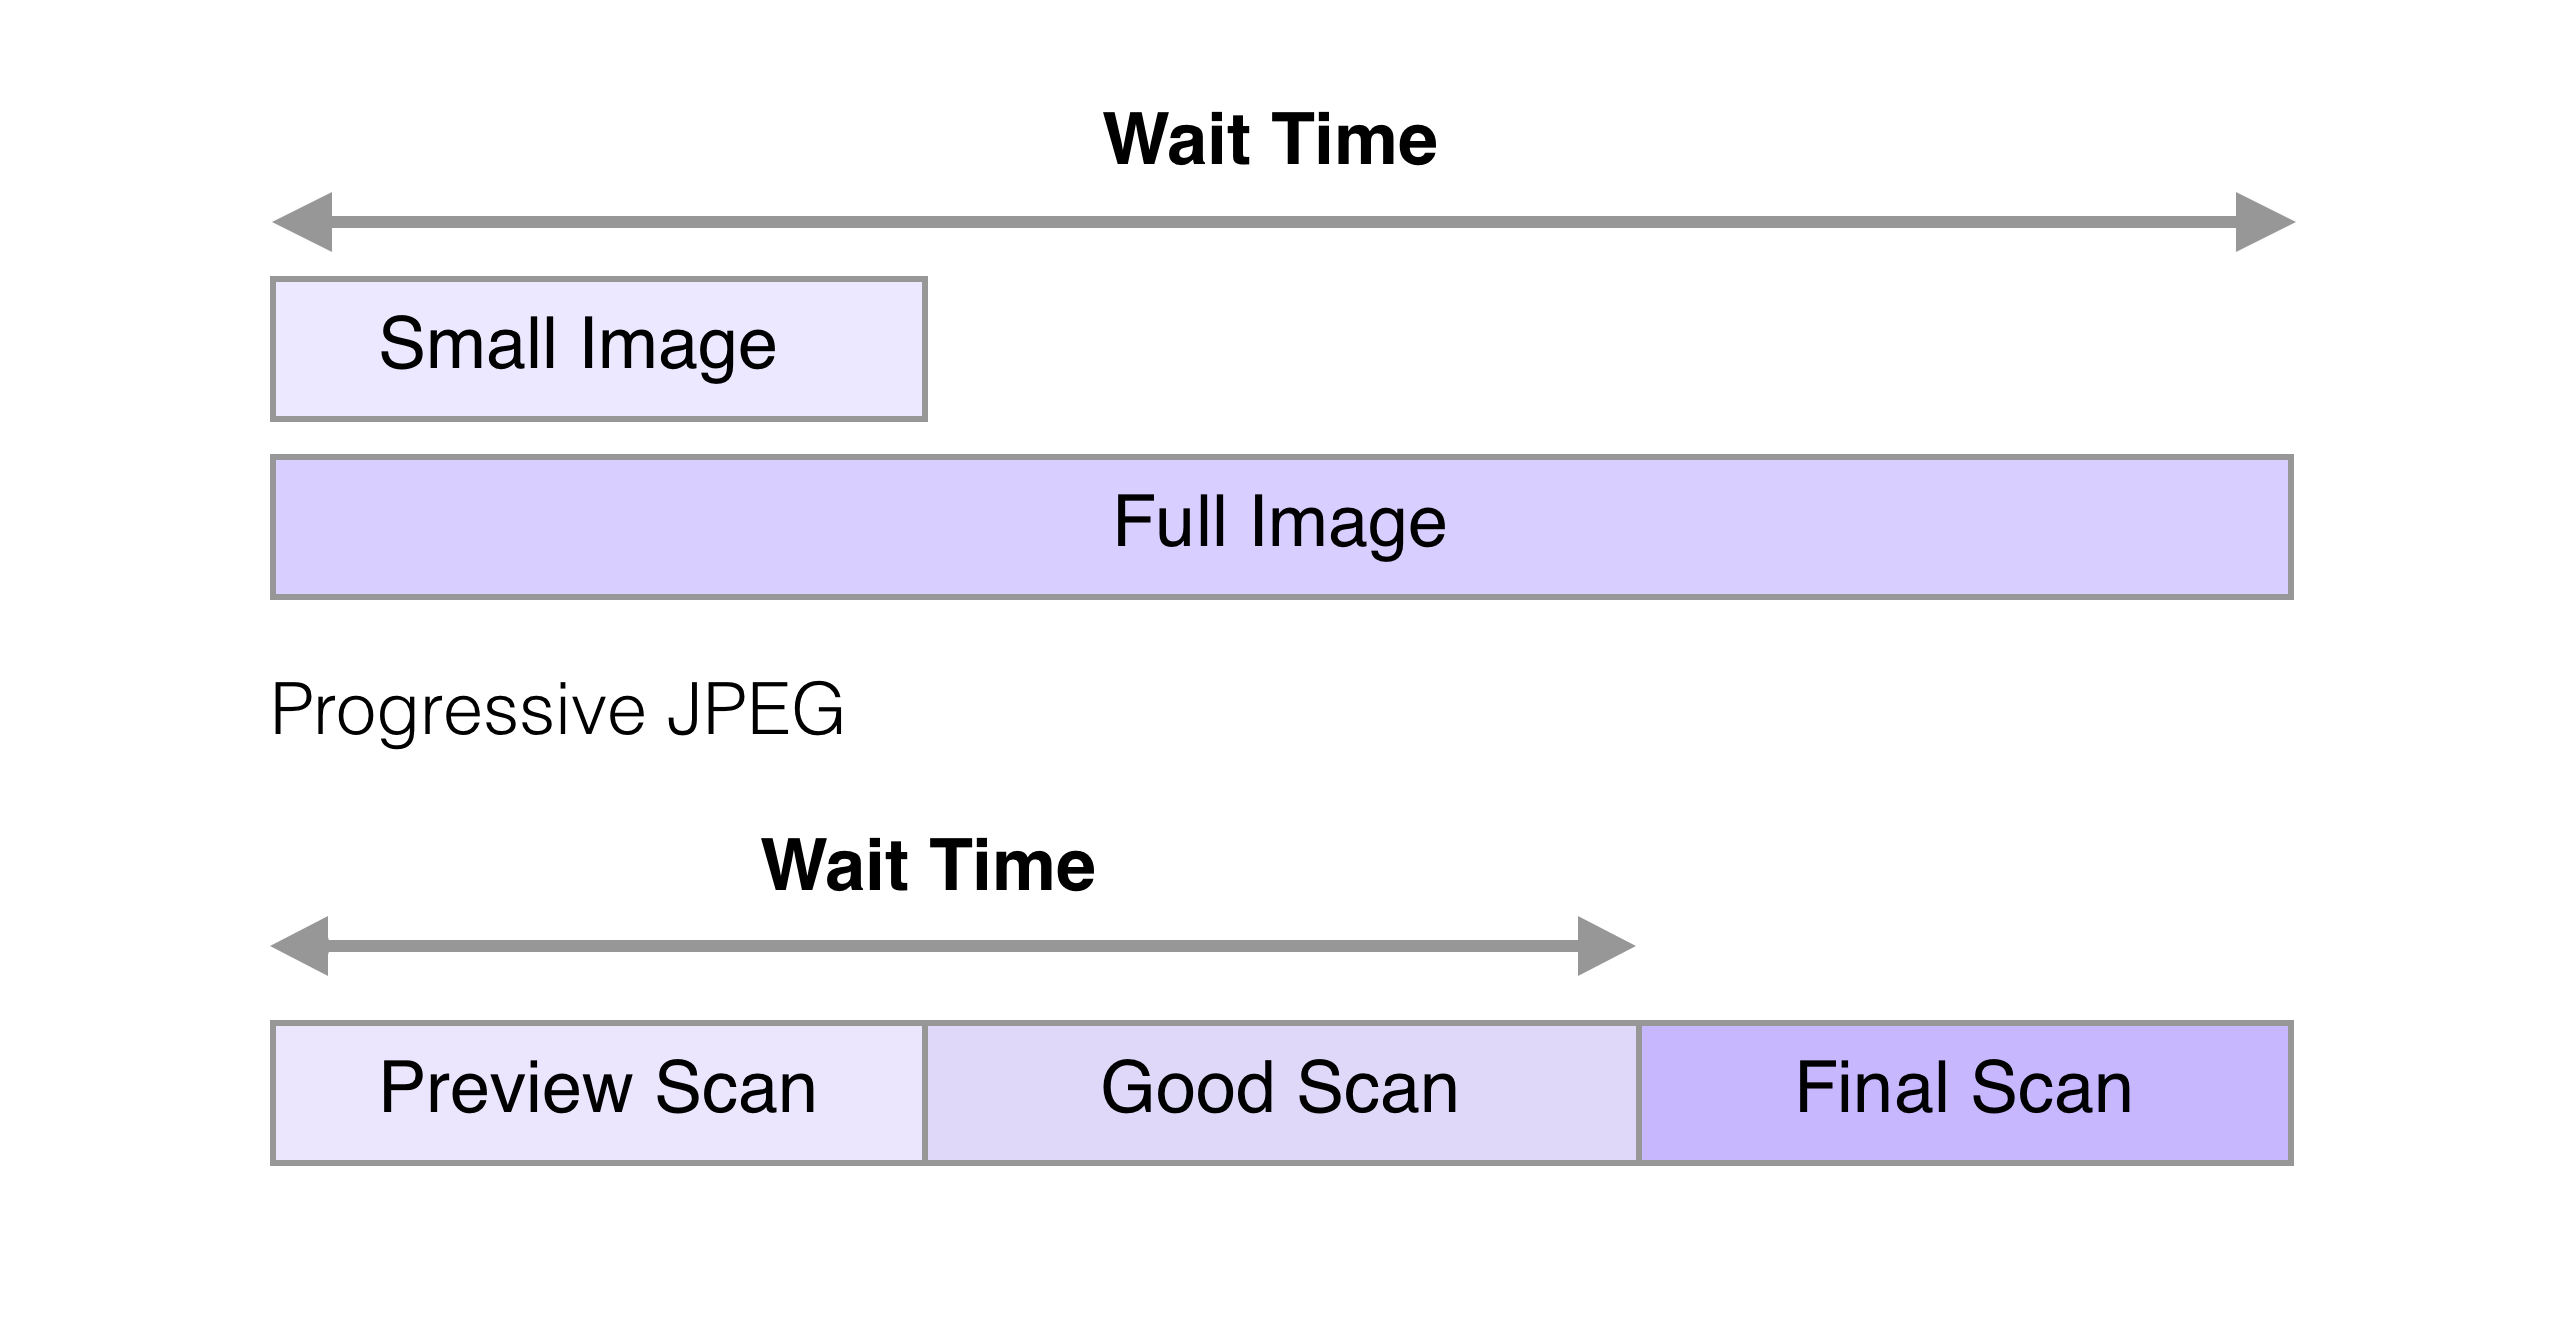 Wait Time
Small Image
Full Image
Progressive JPEG
Wait Time
Preview Scan
Good Scan
Final Scan